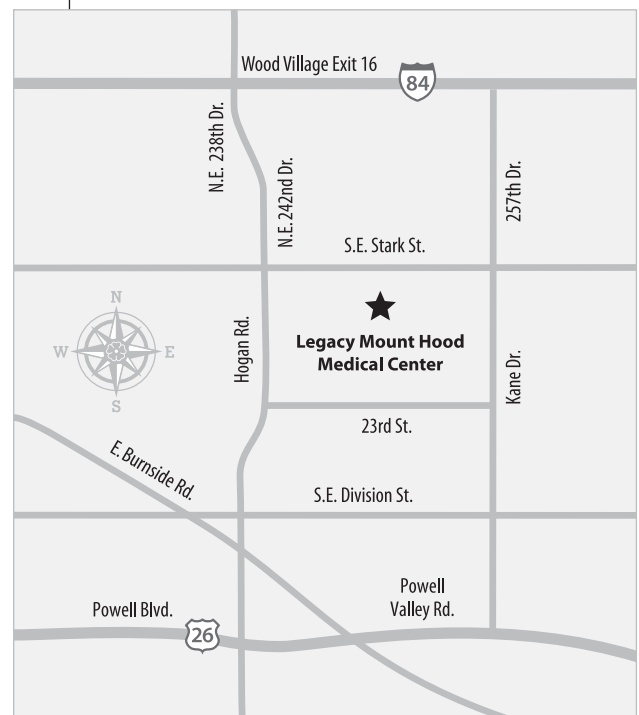 Wood Village Exit 16
84
N.E. 238th Dr.
N.E. 242nd Dr.
257th Dr.
S.E. Stark St.
N
W
E
S
Hogan Rd.
Legacy Mount Hood
Medical Center
Kane Dr.
23rd St.
E. Burnside Rd.
S.E. Division St.
Powell Blvd.
26
Powell
Valley Rd.